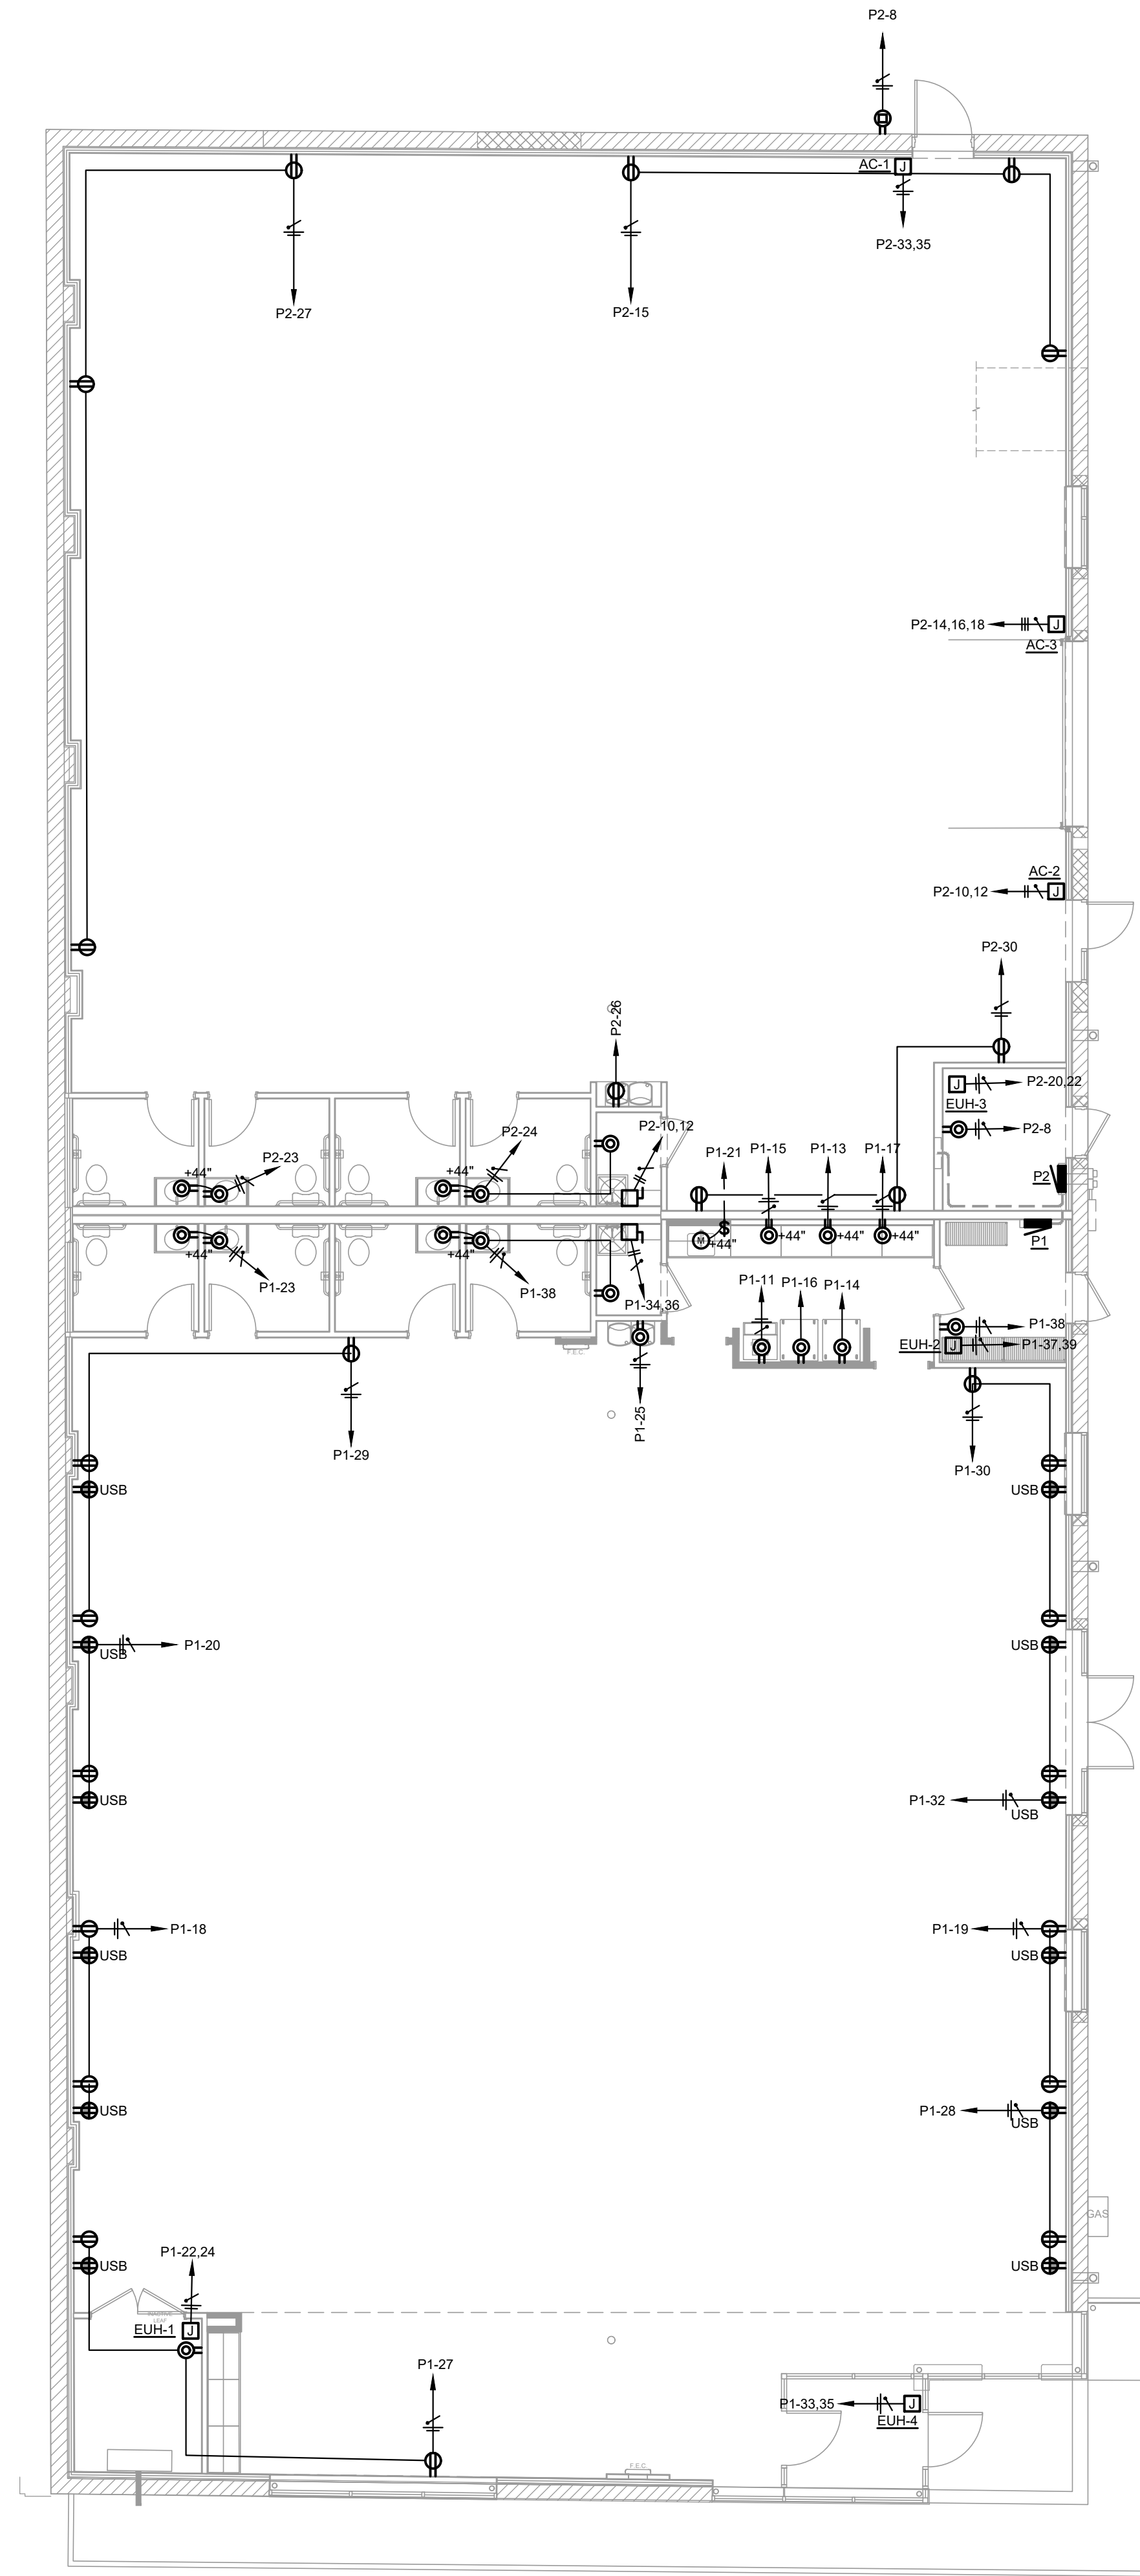 P2-8
AC-1
J
P2-33,35
P2-27
P2-15
P2-14,16,18
J
AC-3
AC-2
P2-10,12
J
P2-30
P2-26
J
P2-20,22
EUH-3
P2-10,12
P2-24
P2-8
P1-21
P1-15
P1-13
P1-17
P2-23
+44"
+44"
P2
M
$
+44"
+44"
+44"
+44"
P1
+44"
+44"
P1-23
P1-38
P1-34,36
P1-11
P1-16
P1-14
P1-38
EUH-2
J
P1-37,39
F.E.C.
P1-25
P1-29
P1-30
USB
USB
P1-20
USB
USB
USB
P1-32
USB
P1-18
P1-19
USB
USB
USB
P1-28
USB
GAS
P1-22,24
USB
USB
INACTIVE
LEAF
EUH-1
J
P1-27
P1-33,35
J
EUH-4
F.E.C.